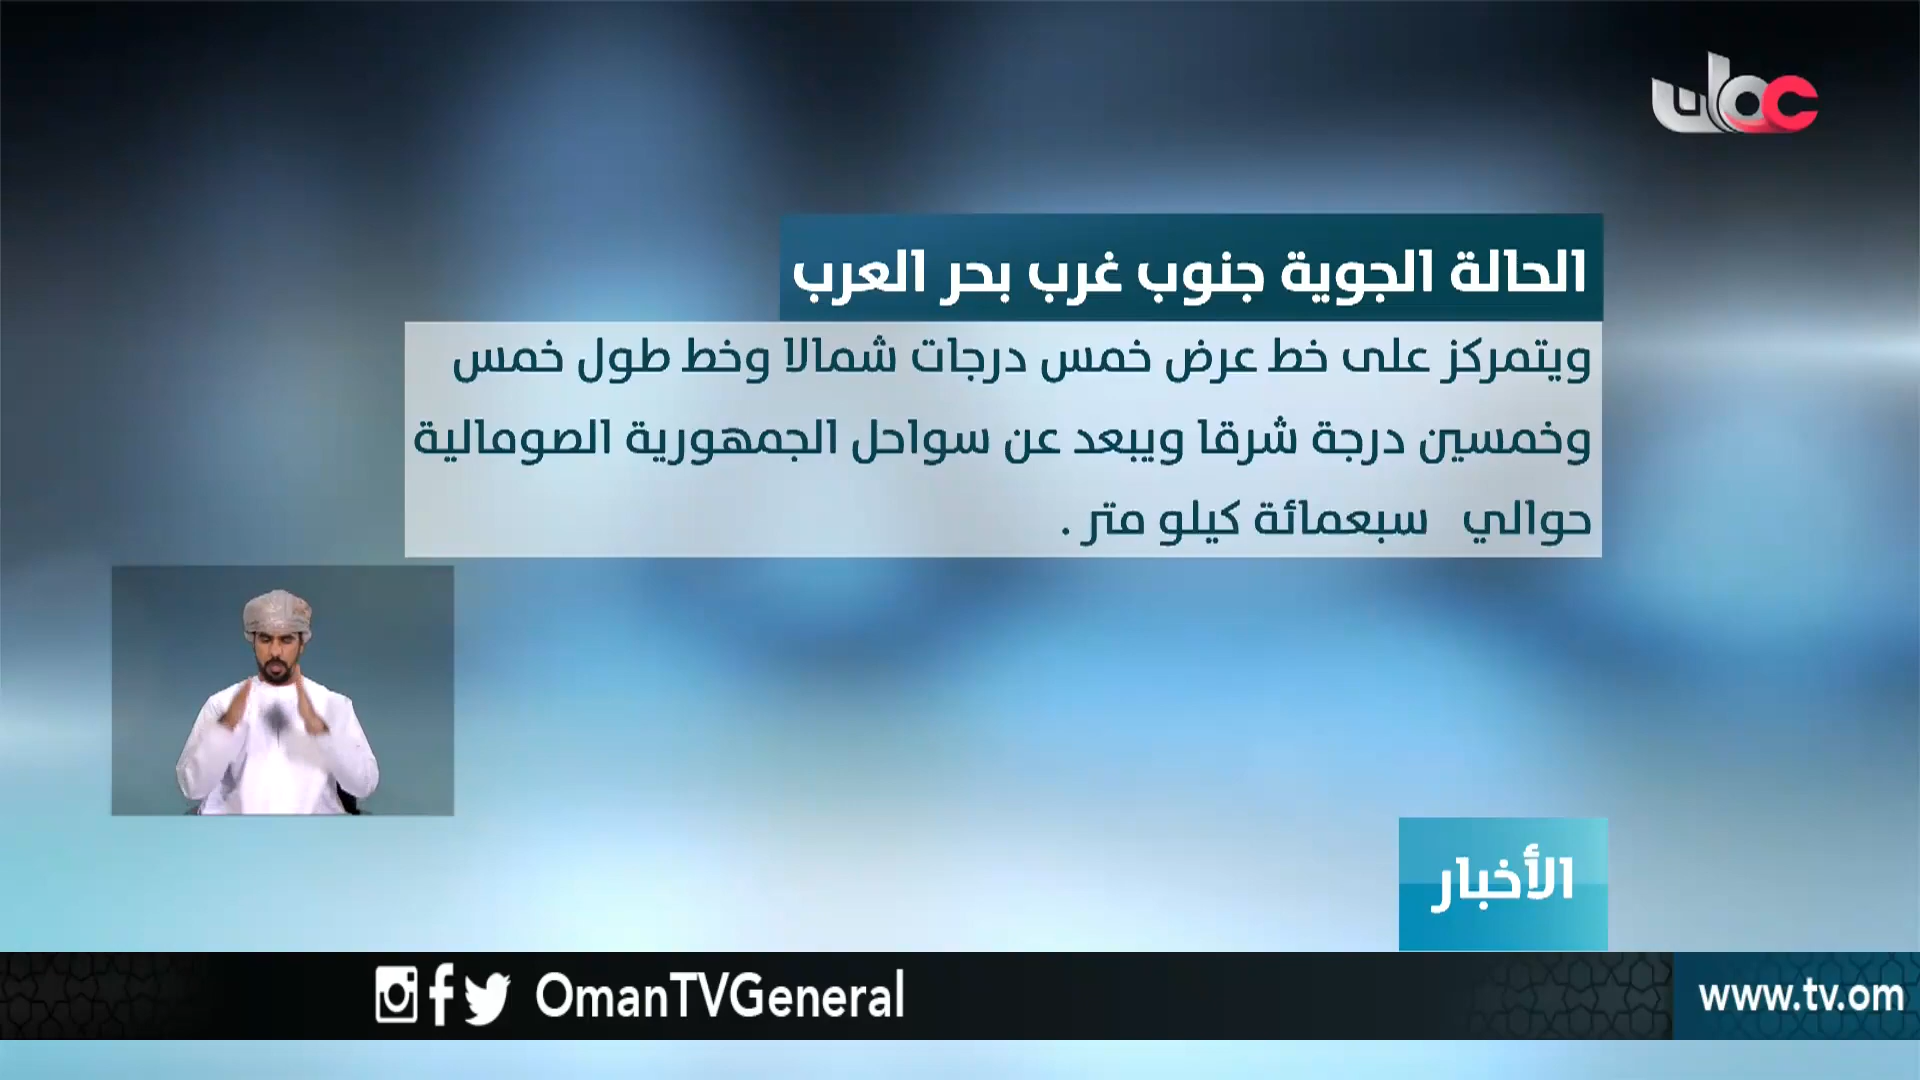 عمان
الحالة الجوية جنوب غرب بحر العرب
ويتمركز على خط عرض خمس درجات شمالا وخط طول خمس
وخمسين درجة شرقا ويبعد عن سواحل الجمهورية الصومالية
حوالي سبعمائة كيلو متر .
الأخبار
OmanTVGeneral
www.tv.om